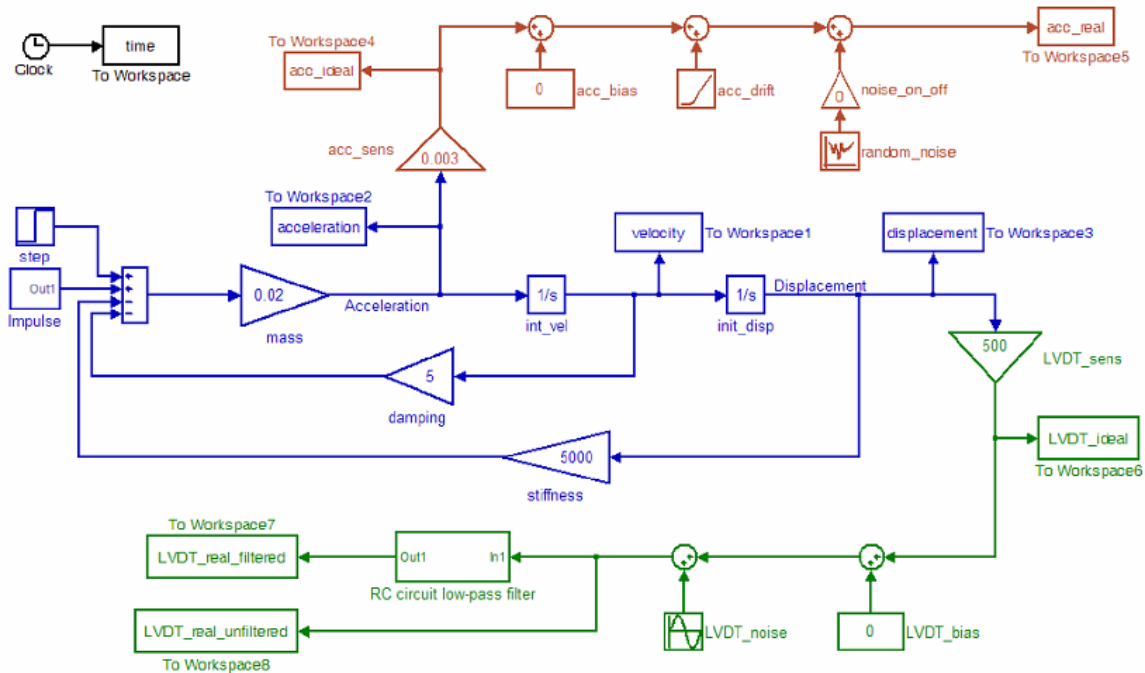 time
Clock
To Workspace
To Workspace4
acc_ideal
0
acc_bias
acc_drift
0
noise_on_off
random_noise
acc_real
To Workspace5
acc_sens
0.003
To Workspace2
acceleration
step
Out1
Impulse
0.02
mass
Acceleration
1/s
int_vel
velocity
To Workspace1
1/s
init_disp
Displacement
displacement
To Workspace3
5
damping
5000
stiffness
500
LVDT_sens
LVDT_ideal
To Workspace6
To Workspace7
LVDT_real_filtered
Out1
In1
RC circuit low-pass filter
LVDT_noise
0
LVDT_bias
LVDT_real_unfiltered
To Workspace8